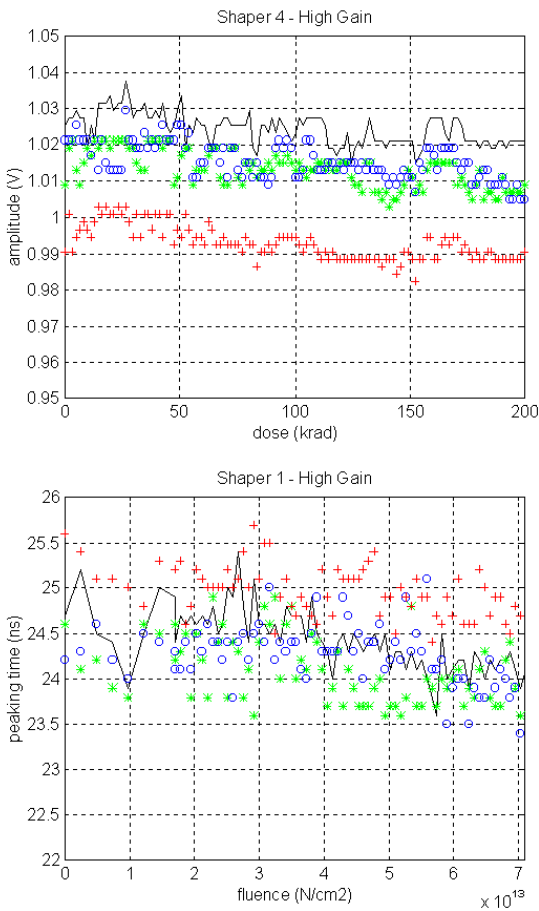 Shaper 4 - High Gain
1.05
1.04
1.03
1.02
1.01
1
0.99
0.98
0.97
0.96
0.95
amplitude (V)
0 50 100 150 200
dose (krad)
Shaper 1 - High Gain
26
25.5
25
24.5
24
23.5
23
22.5
22
peaking time (ns)
0 1 2 3 4 5 6 7
fluence (N/cm2)
x 10^13